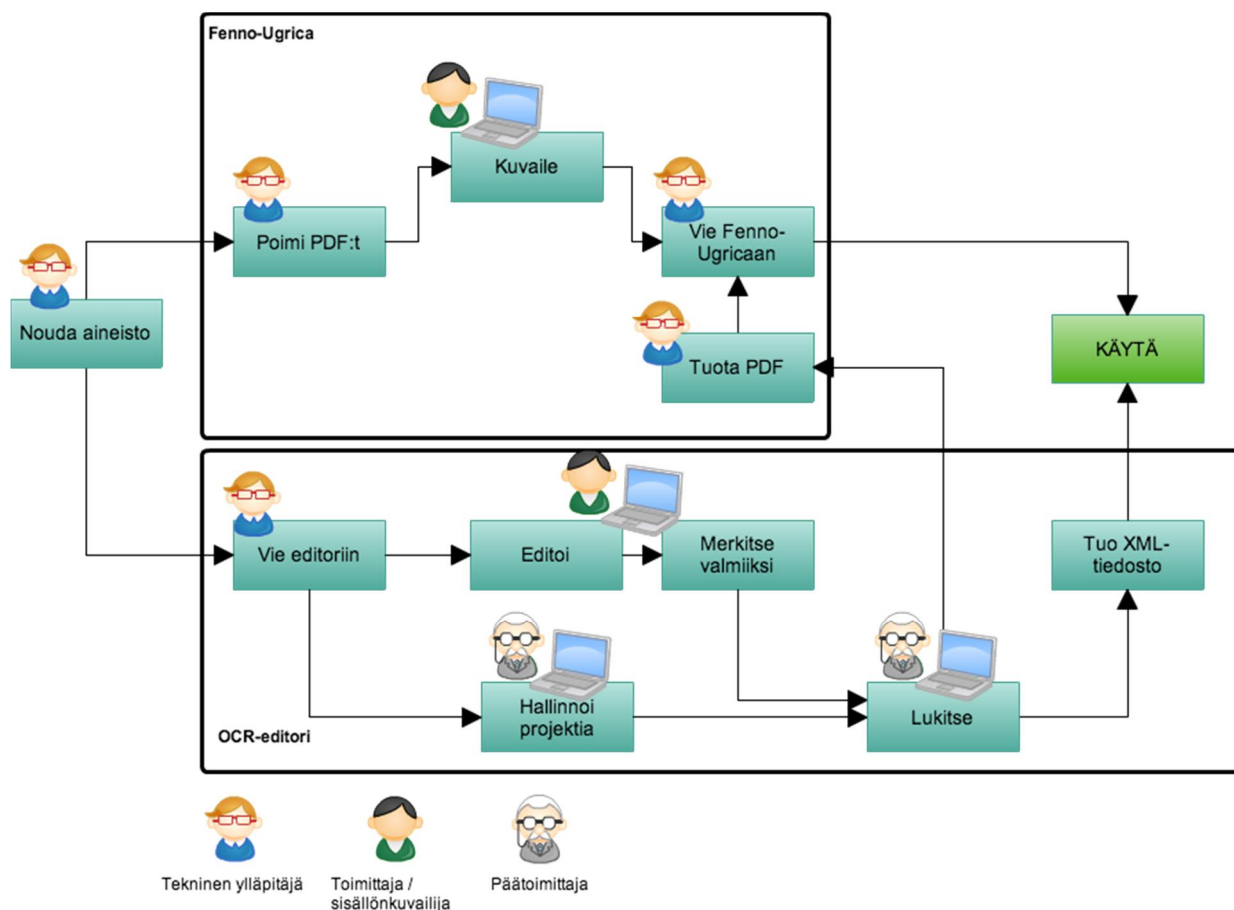 Fenno-Ugrica
Kuvaile
Poimi PDF:t
Vie Fenno-
Ugricaan
Nouda aineisto
Tuota PDF
KÄYTÄ
Vie editoriin
Editoi
Merkitse
valmiiksi
Tuo XML-
tiedosto
Hallinnoi
projektia
Lukitse
OCR-editori
Tekninen ylläpitäjä
Toimittaja /
sisällönkuvailija
Päätoimittaja